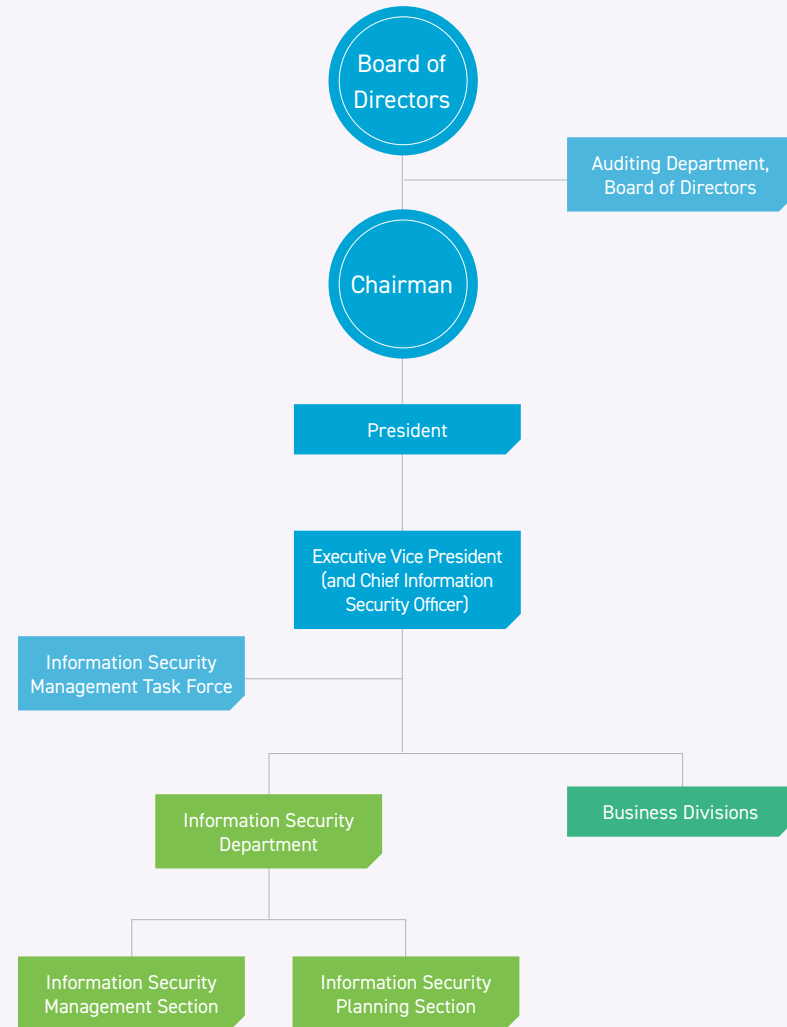 Board of
Directors
Auditing Department,
Board of Directors
Chairman
President
Executive Vice President
(and Chief Information
Security Officer)
Information Security
Management Task Force
Information Security
Department
Business Divisions
Information Security
Management Section
Information Security
Planning Section